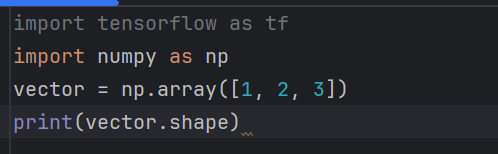 import tensorflow as tf
import numpy as np
vector = np.array([1, 2, 3])
print(vector.shape)